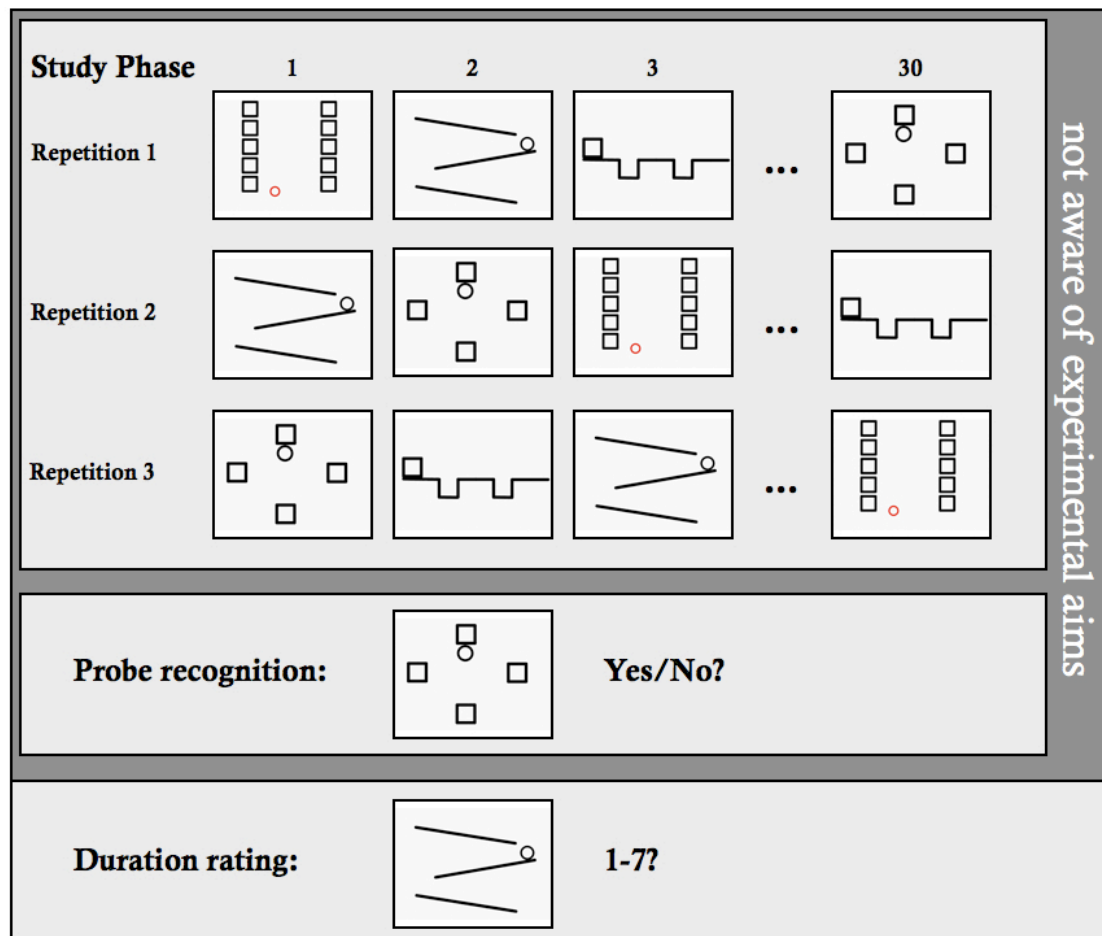 Study Phase 1 2 3 30
Repetition 1 ...
Repetition 2 ...
Repetition 3 ...
not aware of experimental aims
Probe recognition: Yes/No?
Duration rating: 1-7?